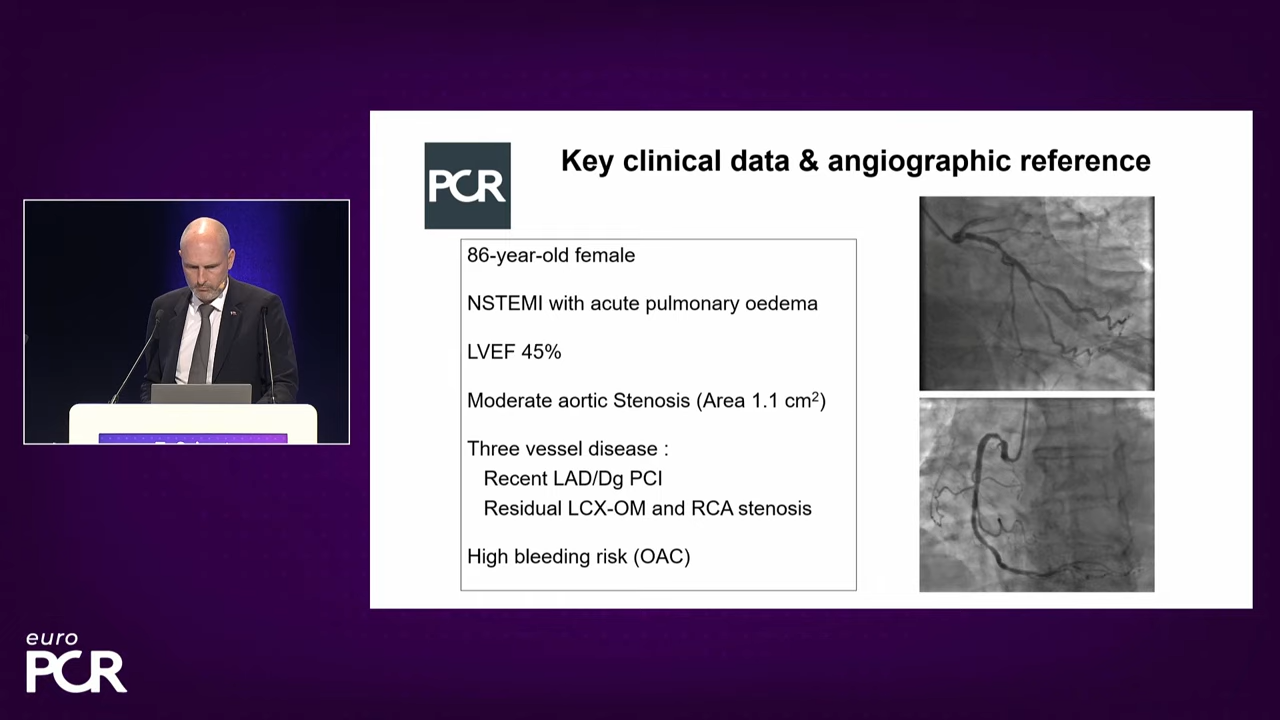 PCR
Key clinical data & angiographic reference
86-year-old female
NSTEMI with acute pulmonary oedema
LVEF 45%
Moderate aortic Stenosis (Area 1.1 cm²)
Three vessel disease :
Recent LAD/Dg PCI
Residual LCX-OM and RCA stenosis
High bleeding risk (OAC)
euro
PCR